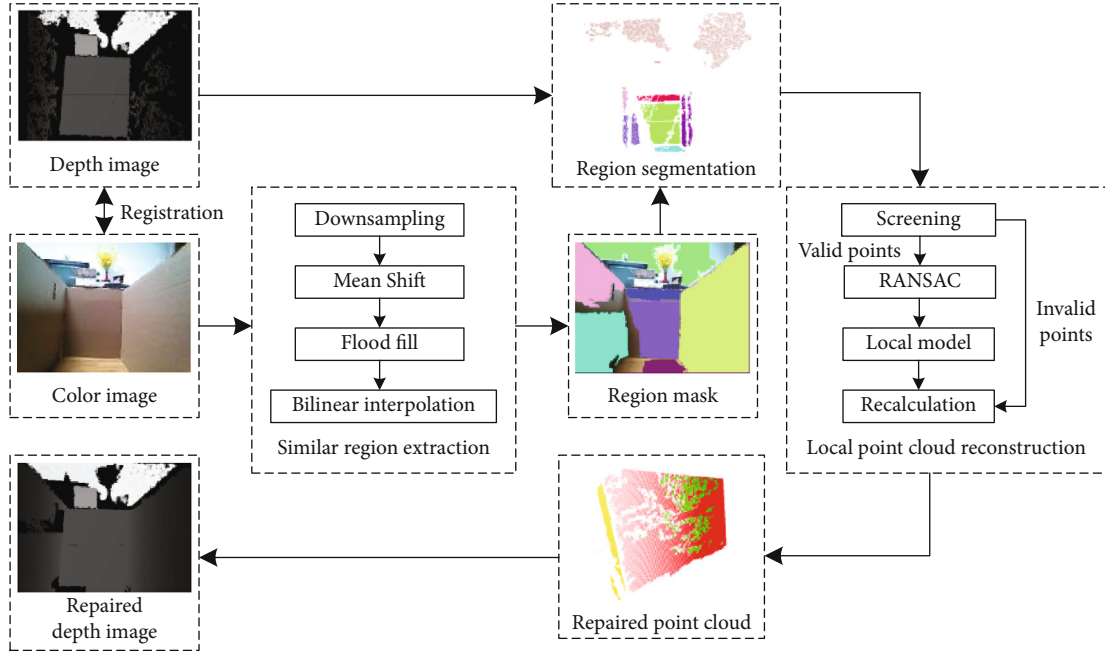 Depth image
Registration
Color image
Downsampling
Mean Shift
Flood fill
Bilinear interpolation
Similar region extraction
Region segmentation
Region mask
Screening
Valid points
RANSAC
Local model
Recalculation
Invalid
points
Local point cloud reconstruction
Repaired point cloud
Repaired
depth image